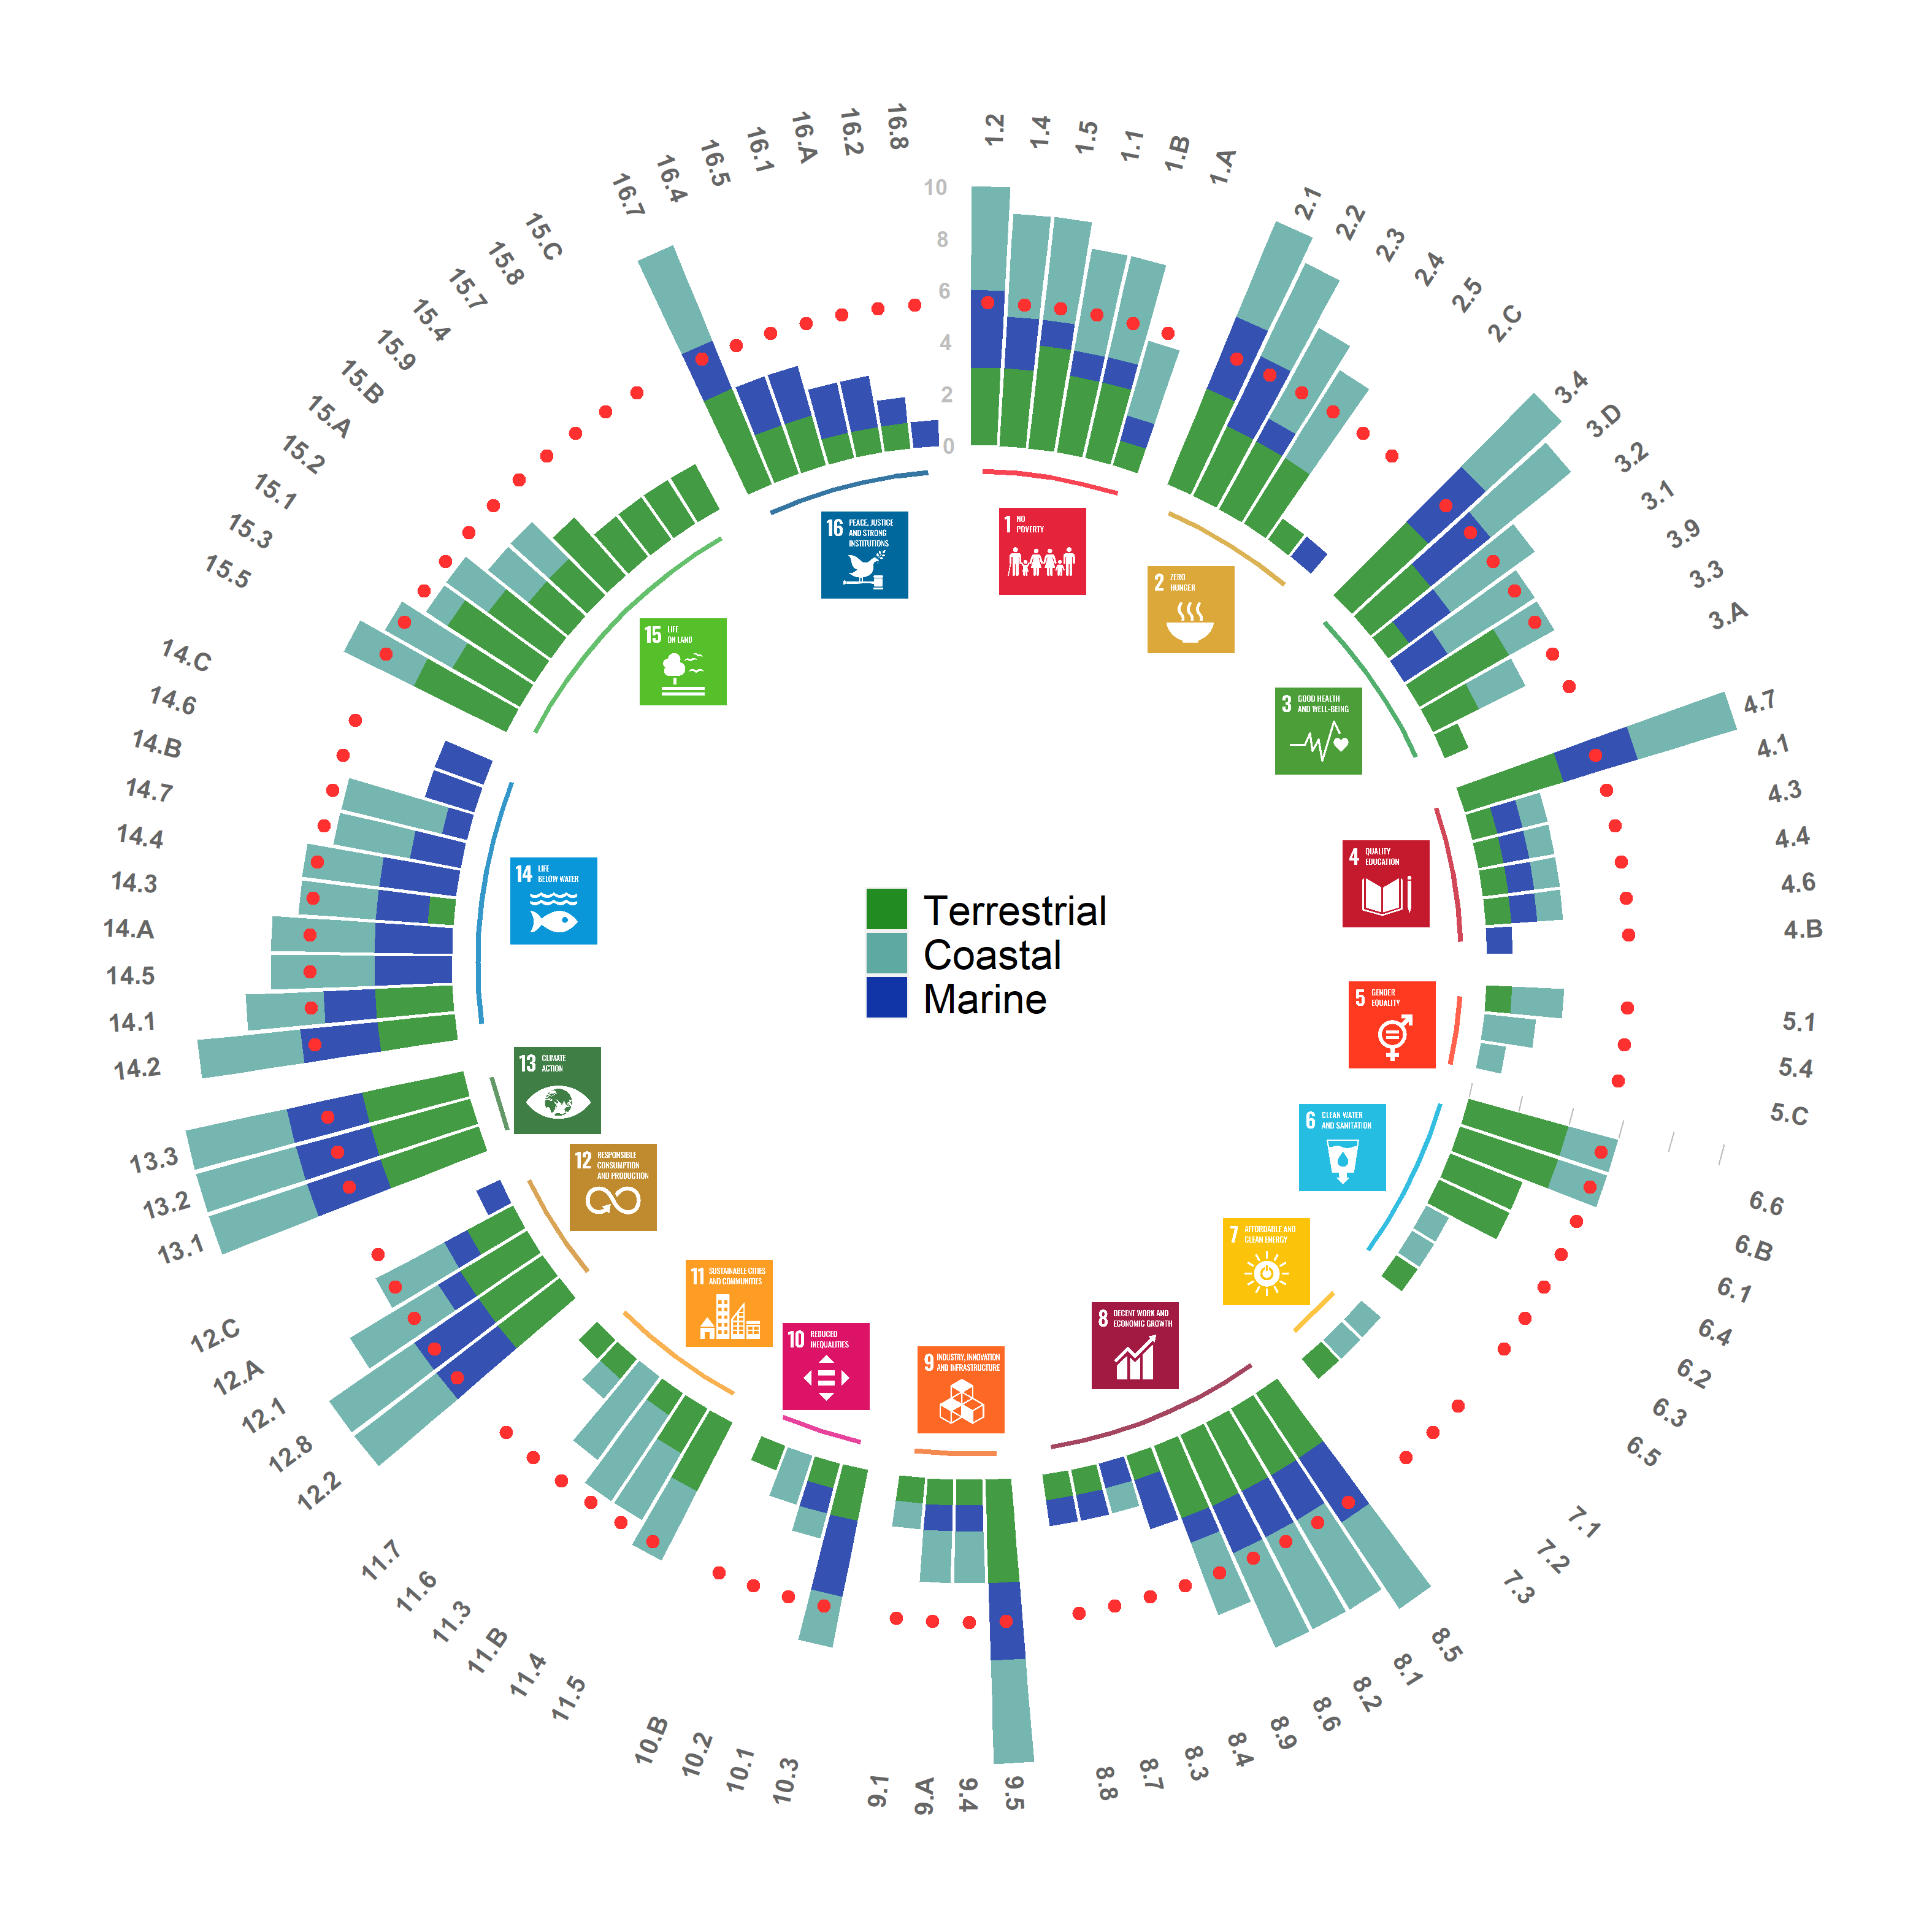 1.2
1.4
1.5
1.1
1.B
1.A
2.1
2.2
2.3
2.4
2.5
2.C
3.4
3.D
3.2
3.1
3.9
3.3
3.A
4.7
4.1
4.3
4.4
4.6
4.B
5.1
5.4
5.C
6.6
6.B
6.1
6.4
6.2
6.3
6.5
7.1
7.2
7.3
8.5
8.1
8.2
8.6
8.9
8.4
8.3
8.7
8.8
9.5
9.4
9.A
9.1
10.3
10.1
10.2
10.B
11.5
11.4
11.B
11.3
11.6
11.7
12.2
12.8
12.1
12.A
12.C
13.1
13.2
13.3
14.2
14.1
14.5
14.A
14.3
14.4
14.7
14.B
14.6
14.C
15.5
15.3
15.1
15.2
15.A
15.B
15.9
15.4
15.7
15.8
15.C
16.7
16.4
16.5
16.1
16.A
16.2
16.8
10
8
6
4
2
0
1 NO
POVERTY
2 ZERO
HUNGER
3 GOOD HEALTH
AND WELL-BEING
4 QUALITY
EDUCATION
5 GENDER
EQUALITY
6 CLEAN WATER
AND SANITATION
7 AFFORDABLE AND
CLEAN ENERGY
8 DECENT WORK AND
ECONOMIC GROWTH
9 INDUSTRY, INNOVATION
AND INFRASTRUCTURE
10 REDUCED
INEQUALITIES
11 SUSTAINABLE CITIES
AND COMMUNITIES
12 RESPONSIBLE
CONSUMPTION
AND PRODUCTION
13 CLIMATE
ACTION
14 LIFE
BELOW WATER
15 LIFE
ON LAND
16 PEACE, JUSTICE
AND STRONG
INSTITUTIONS
Terrestrial
Coastal
Marine